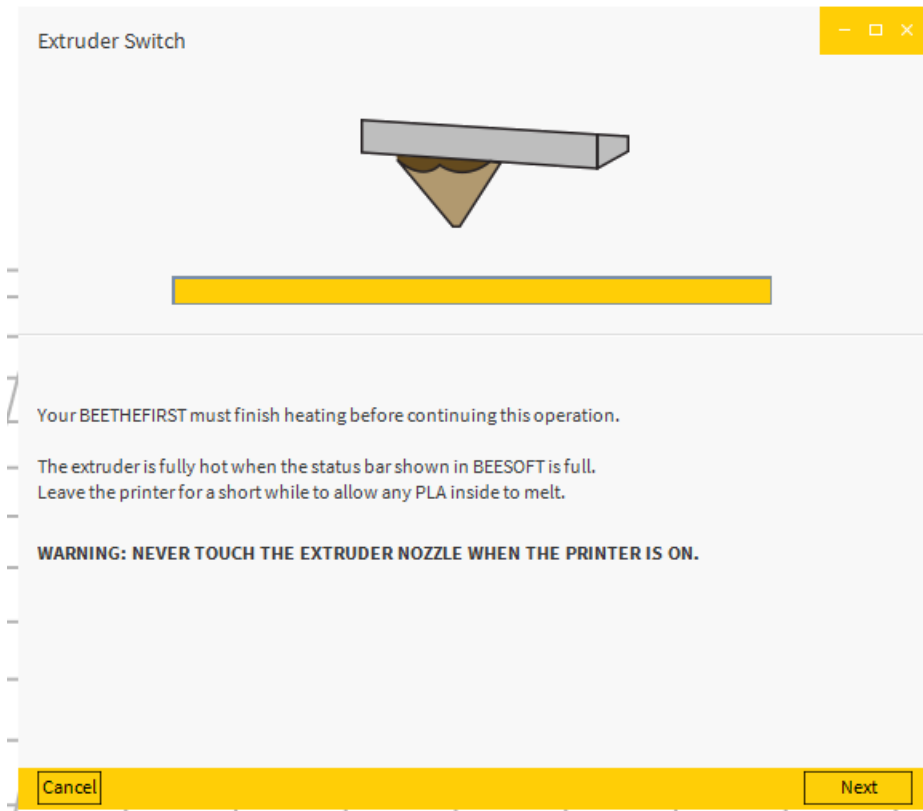 Extruder Switch
Your BEETHEFIRST must finish heating before continuing this operation.
The extruder is fully hot when the status bar shown in BEESOFT is full.
Leave the printer for a short while to allow any PLA inside to melt.
WARNING: NEVER TOUCH THE EXTRUDER NOZZLE WHEN THE PRINTER IS ON.
Cancel
Next